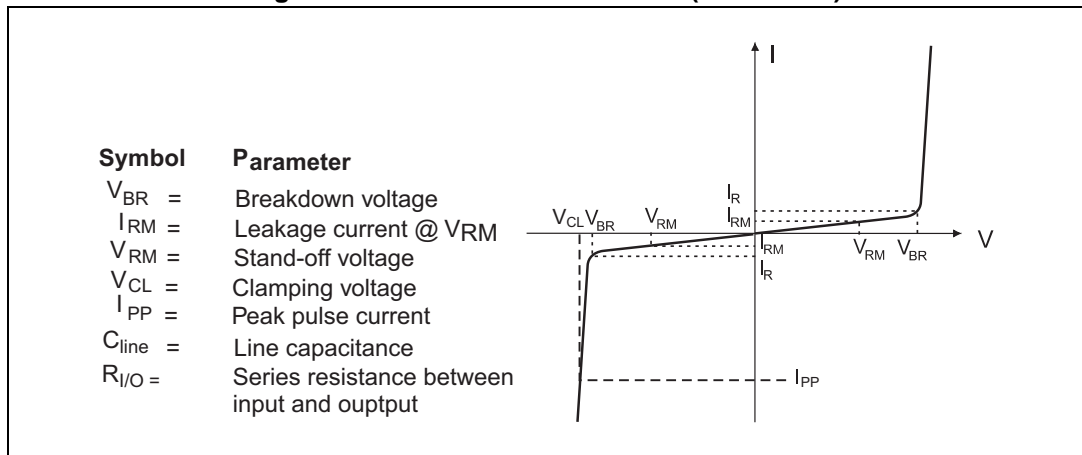 Symbol Parameter
VBR = Breakdown voltage
IRM = Leakage current @ VRM
VRM = Stand-off voltage
VCL = Clamping voltage
IPP = Peak pulse current
Cline = Line capacitance
RI/O = Series resistance between
input and ouptput
I
IR
IRM
VCL VBR VRM
IRM
IR
VRM VBR V
IPP